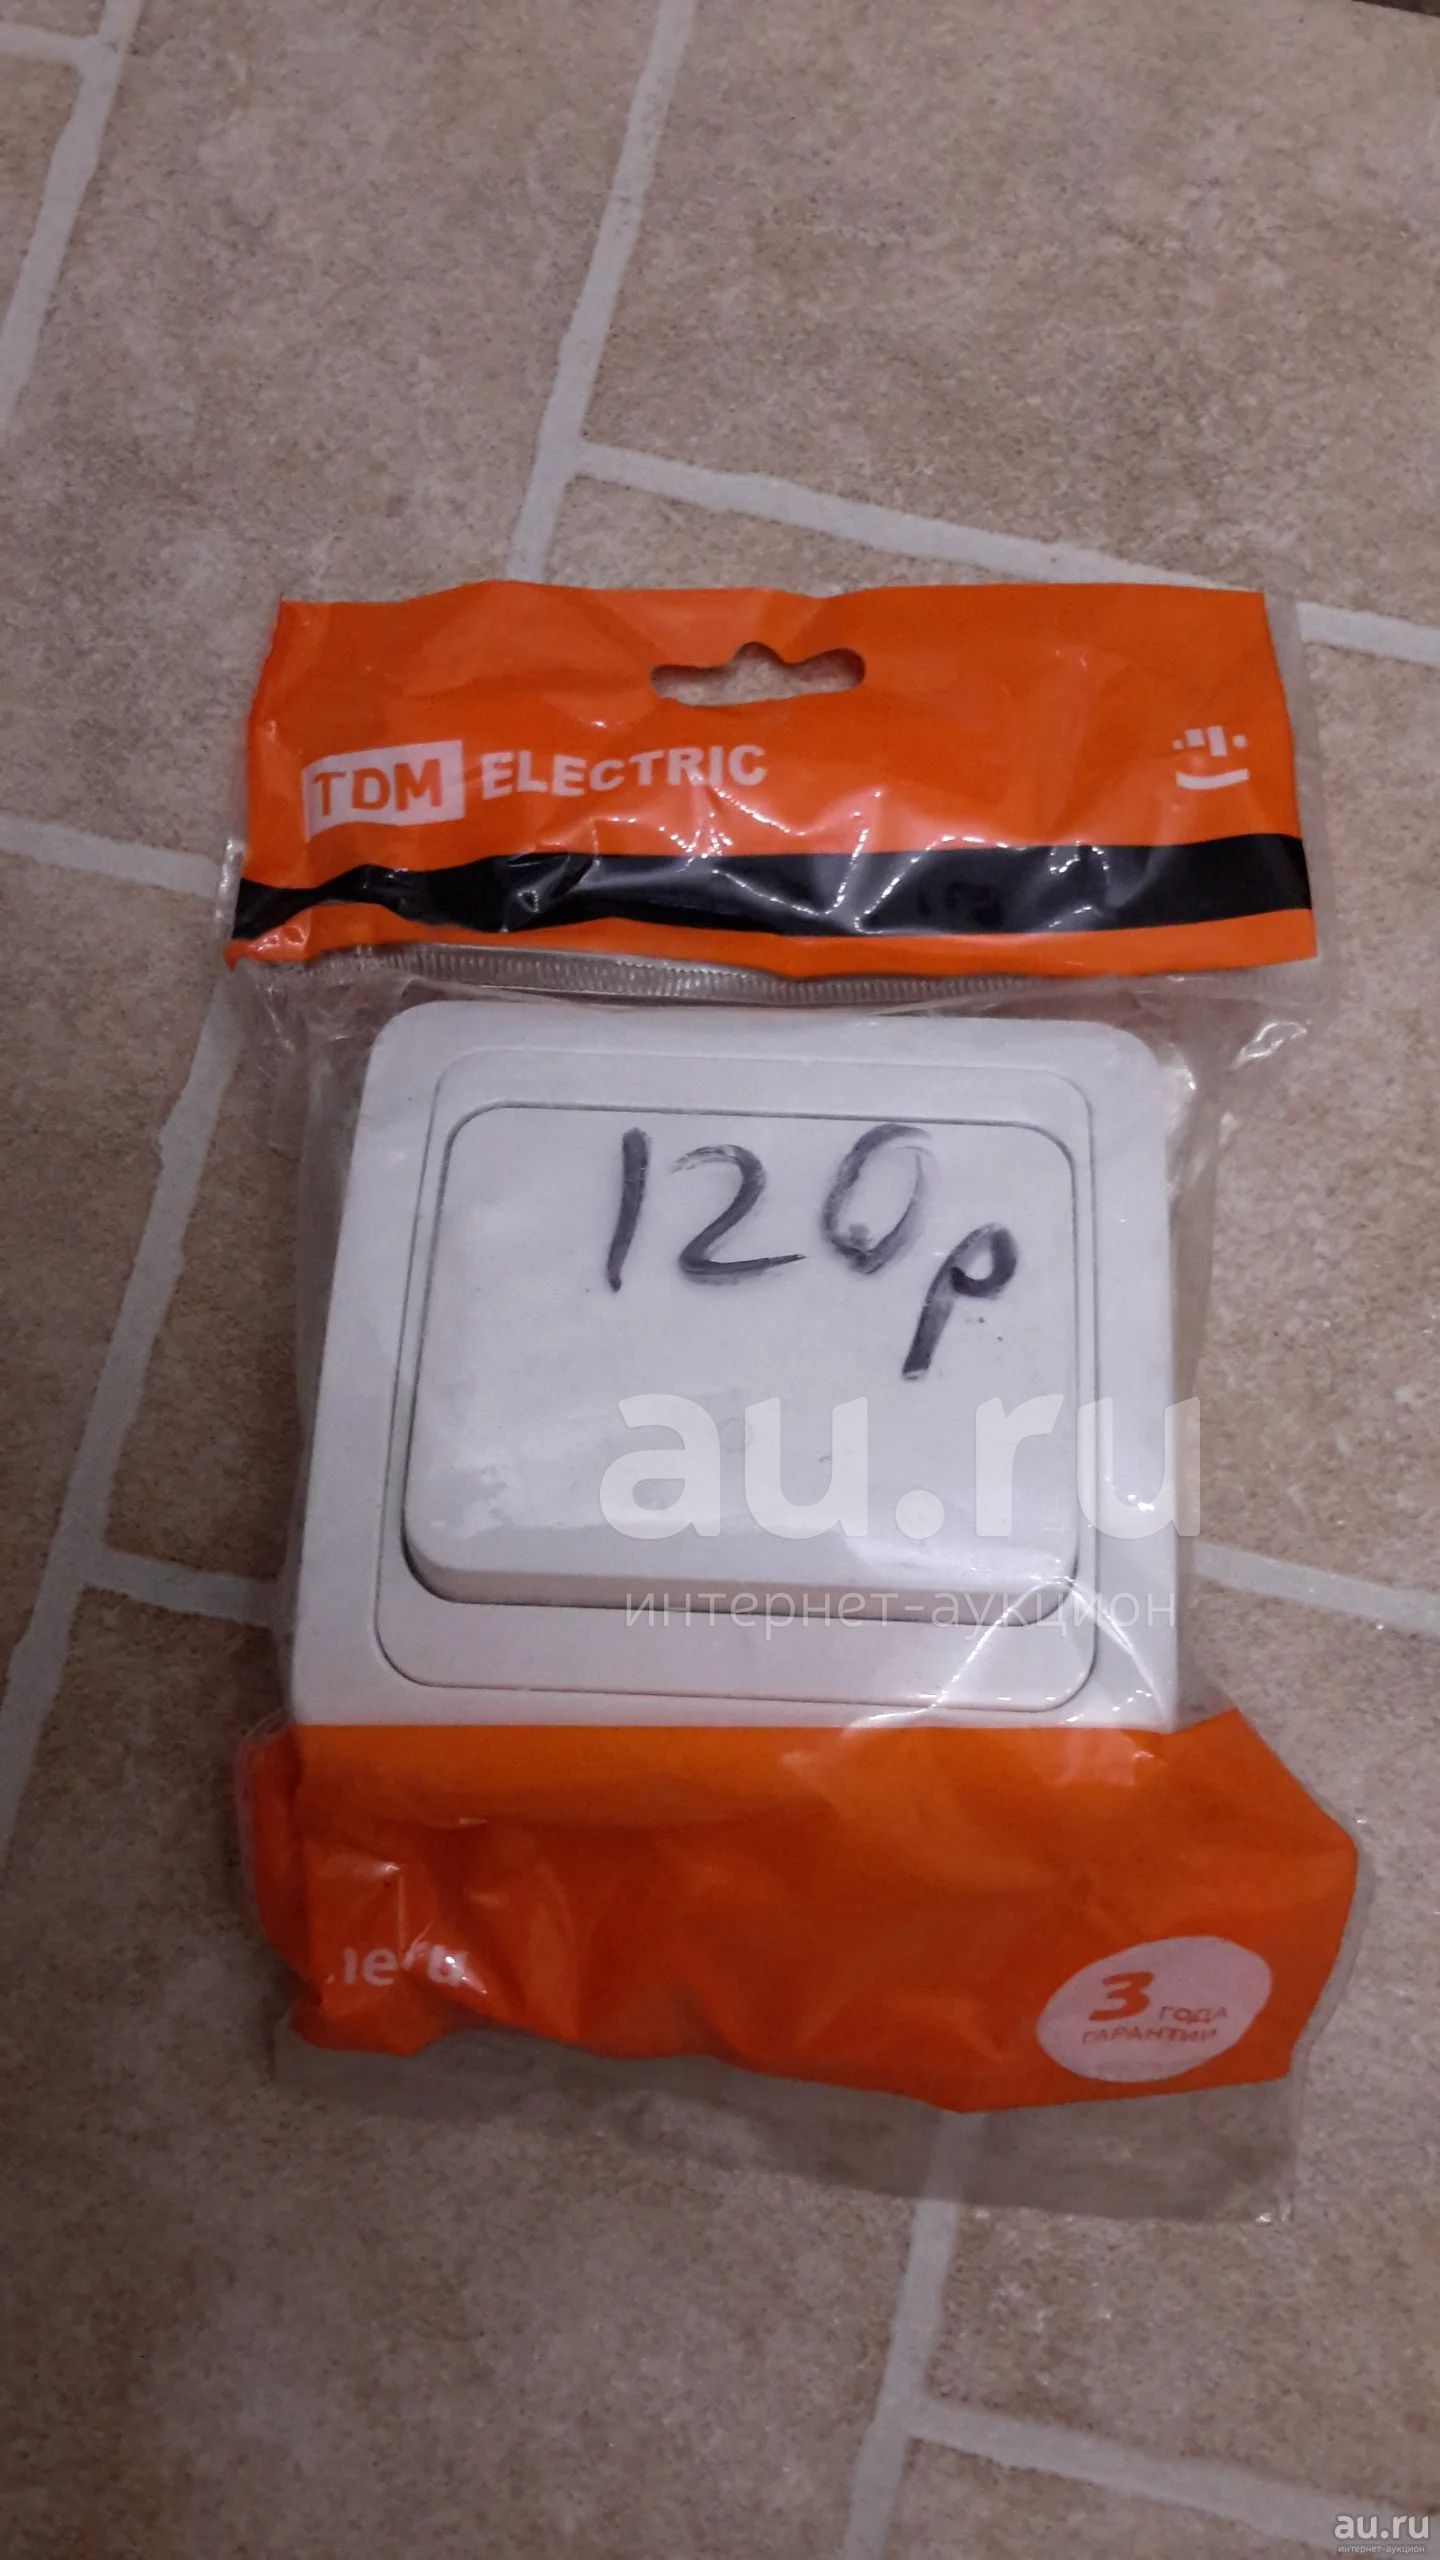 TDM ELECTRIC
120р
au.ru
интернет-аукцион
3 ГОДА
ГАРАНТИИ
au.ru
интернет-аукцион